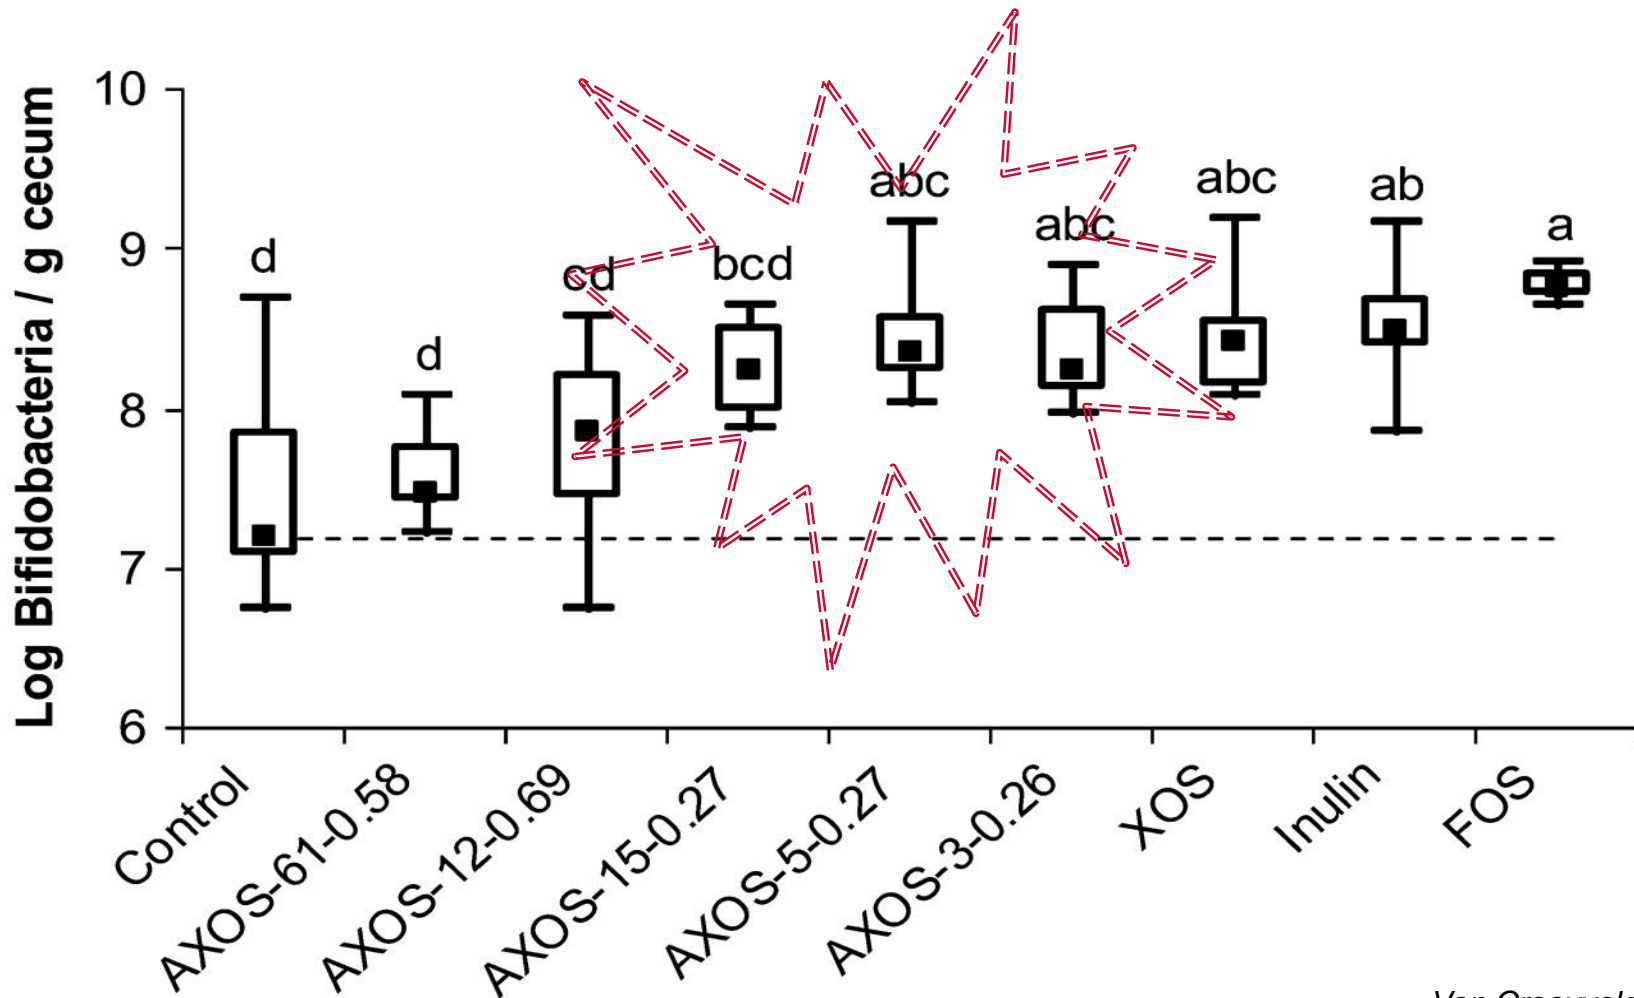 Log Bifidobacteria / g cecum
10
9
8
7
6
d
d
cd
bcd
abc
abc
abc
ab
a
Control
AXOS-61-0.58
AXOS-12-0.69
AXOS-15-0.27
AXOS-5-0.27
AXOS-3-0.26
XOS
Inulin
FOS
Van